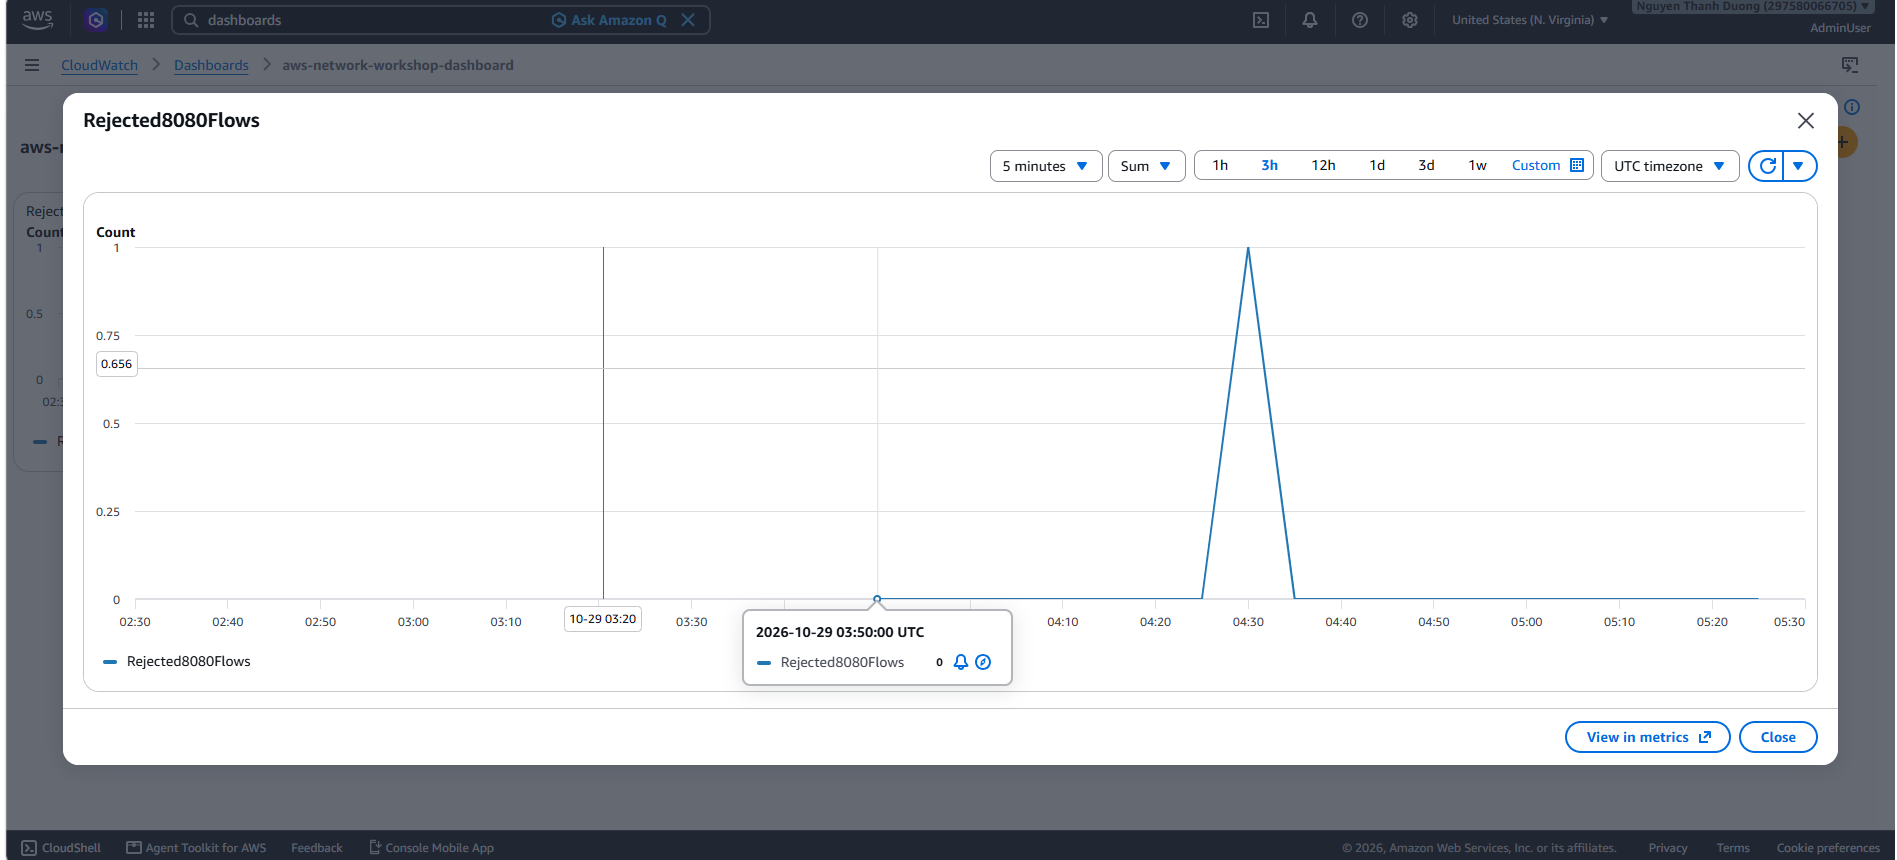 aws
dashboards
Ask Amazon Q
United States (N. Virginia)
Nguyen Thanh Duong (297580066705)
AdminUser
CloudWatch
Dashboards
aws-network-workshop-dashboard
Rejected8080Flows
5 minutes
Sum
1h
3h
12h
1d
3d
1w
Custom
UTC timezone
Count
1
0.75
0.656
0.5
0.25
0
02:30
02:40
02:50
03:00
03:10
10-29 03:20
03:30
04:10
04:20
04:30
04:40
04:50
05:00
05:10
05:20
05:30
2026-10-29 03:50:00 UTC
Rejected8080Flows 0
Rejected8080Flows
View in metrics
Close
Count
1
0.5
0
CloudShell
Agent Toolkit for AWS
Feedback
Console Mobile App
© 2026, Amazon Web Services, Inc. or its affiliates.
Privacy
Terms
Cookie preferences